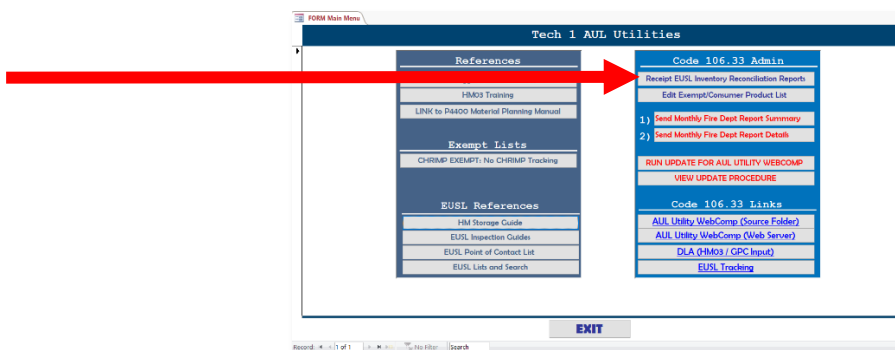 FORM Main Menu
Tech 1 AUL Utilities
References
HM03 Training
LINK to P4400 Material Planning Manual
Exempt Lists
CHRIMP EXEMPT: No CHRIMP Tracking
EUSL References
HM Storage Guide
EUSL Inspection Guides
EUSL Point of Contact List
EUSL Lists and Search
Code 106.33 Admin
Receipt EUSL Inventory Reconciliation Reports
Edit Exempt/Consumer Product List
1) Send Monthly Fire Dept Report Summary
2) Send Monthly Fire Dept Report Details
RUN UPDATE FOR AUL UTILITY WEBCOMP
VIEW UPDATE PROCEDURE
Code 106.33 Links
AUL Utility WebComp (Source Folder)
AUL Utility WebComp (Web Server)
DLA (HM03 / GPC Input)
EUSL Tracking
EXIT
Record: 1 of 1 No Filter Search